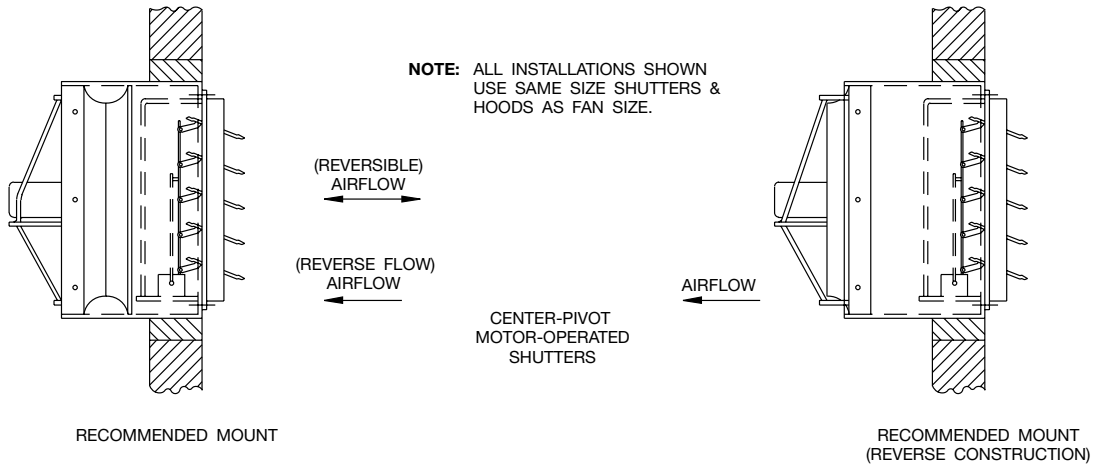 NOTE: ALL INSTALLATIONS SHOWN
USE SAME SIZE SHUTTERS &
HOODS AS FAN SIZE.
(REVERSIBLE)
AIRFLOW
(REVERSE FLOW)
AIRFLOW
AIRFLOW
CENTER-PIVOT
MOTOR-OPERATED
SHUTTERS
RECOMMENDED MOUNT
RECOMMENDED MOUNT
(REVERSE CONSTRUCTION)